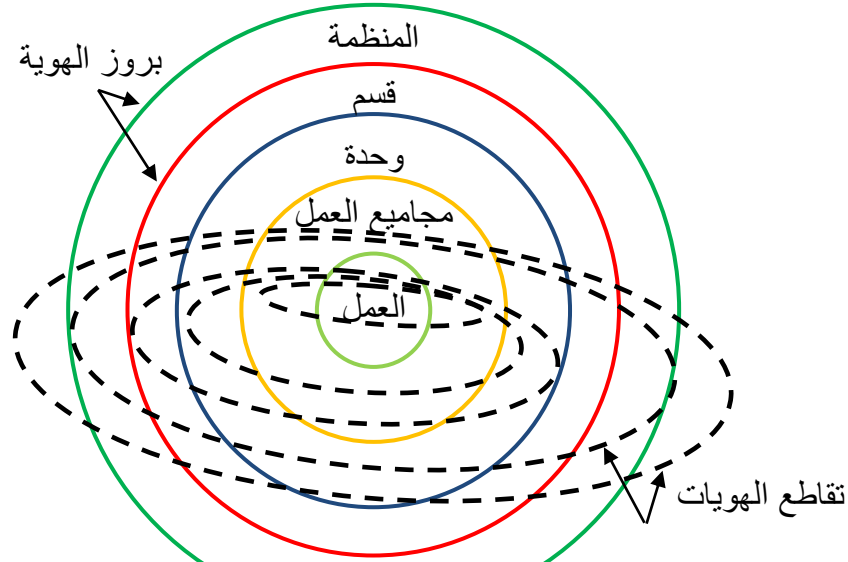 المنظمة
بروز الهوية
قسم
وحدة
مجاميع العمل
العمل
تقاطع الهويات